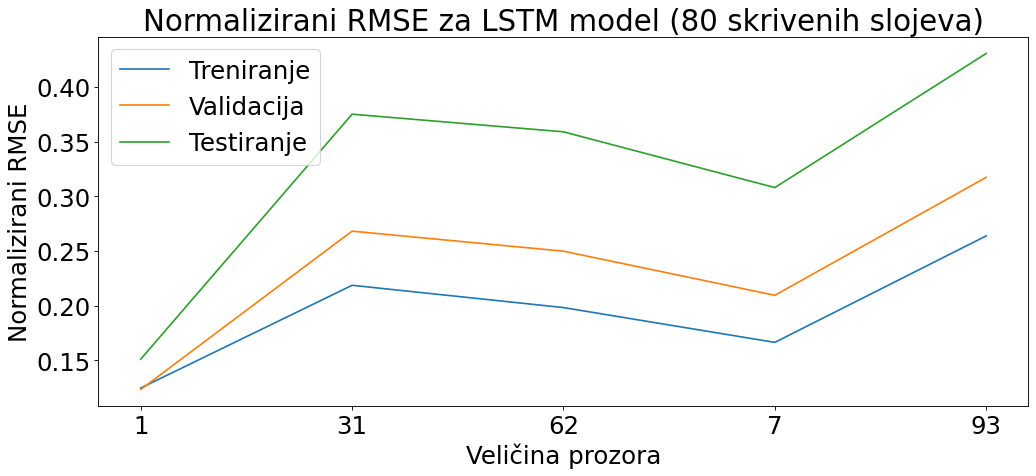 Normalizirani RMSE za LSTM model (80 skrivenih slojeva)
Treniranje
Validacija
Testiranje
Normalizirani RMSE
0.40
0.35
0.30
0.25
0.20
0.15
1 31 62 7 93
Veličina prozora